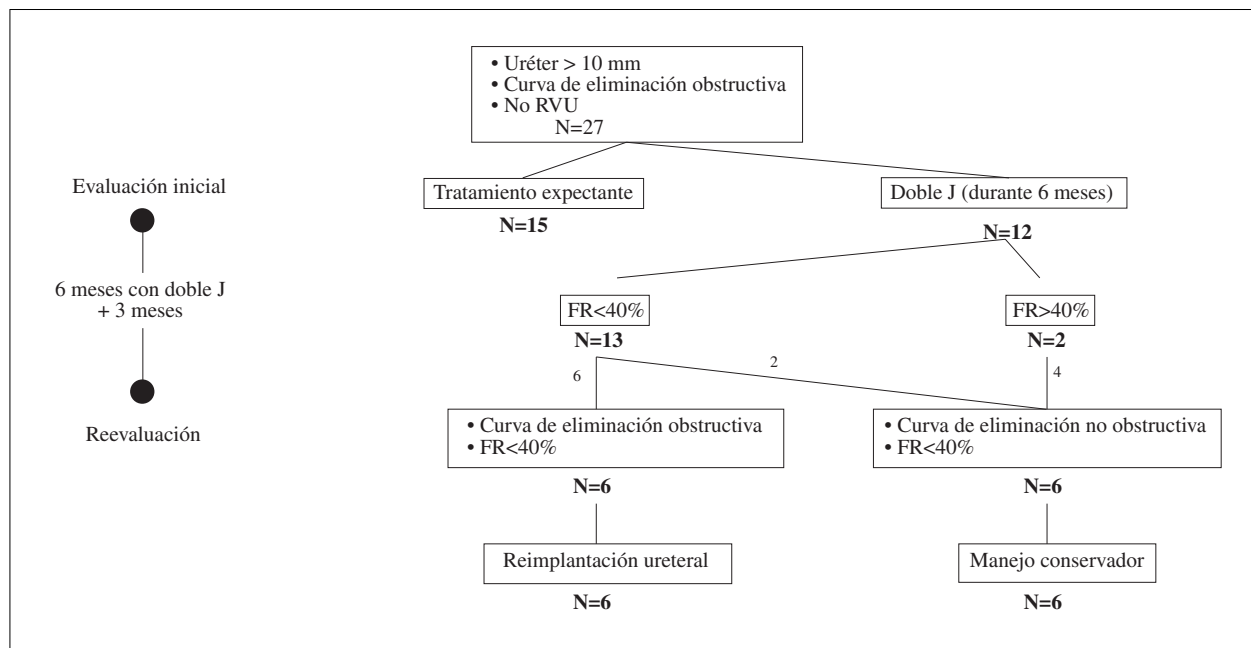 • Uréter > 10 mm
• Curva de eliminación obstructiva
• No RVU
N=27
Evaluación inicial
6 meses con doble J
+ 3 meses
Reevaluación
Tratamiento expectante
N=15
Doble J (durante 6 meses)
N=12
FR<40%
N=13
FR>40%
N=2
6
2
4
• Curva de eliminación obstructiva
• FR<40%
N=6
• Curva de eliminación no obstructiva
• FR<40%
N=6
Reimplantación ureteral
N=6
Manejo conservador
N=6